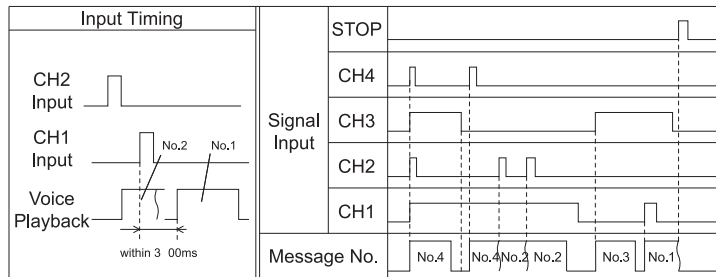 Input Timing
CH2
Input
CH1
Input
No.2
No.1
Voice
Playback
within 3 00ms
Signal
Input
STOP
CH4
CH3
CH2
CH1
Message No.
No.4
No.4
No.2
No.2
No.3
No.1